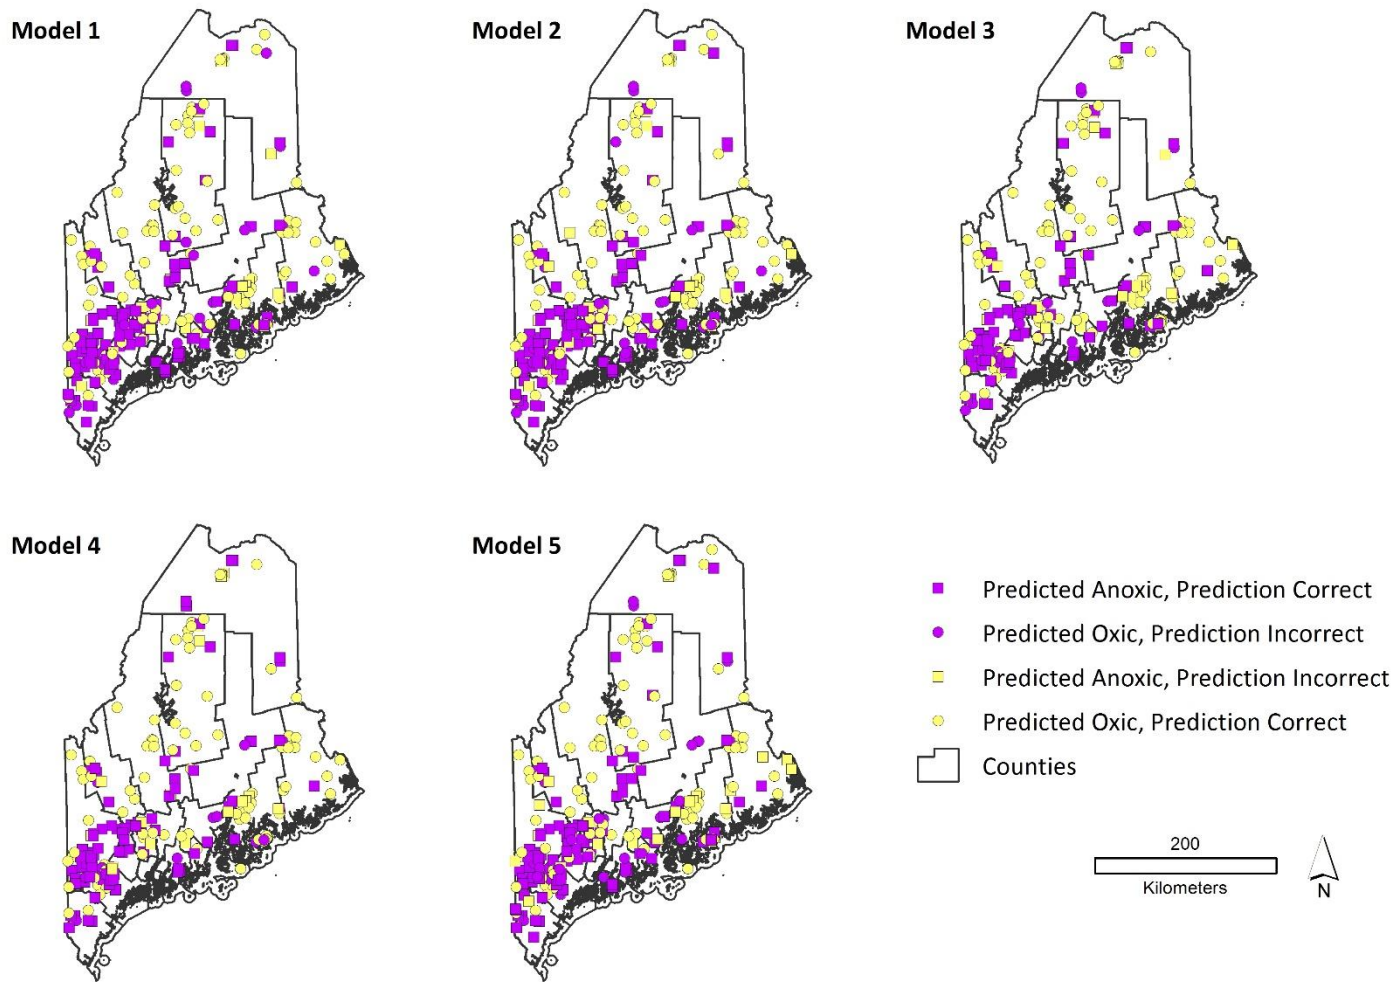 Model 1
Model 2
Model 3
Model 4
Model 5
Predicted Anoxic, Prediction Correct
Predicted Oxic, Prediction Incorrect
Predicted Anoxic, Prediction Incorrect
Predicted Oxic, Prediction Correct
Counties
200
Kilometers
N